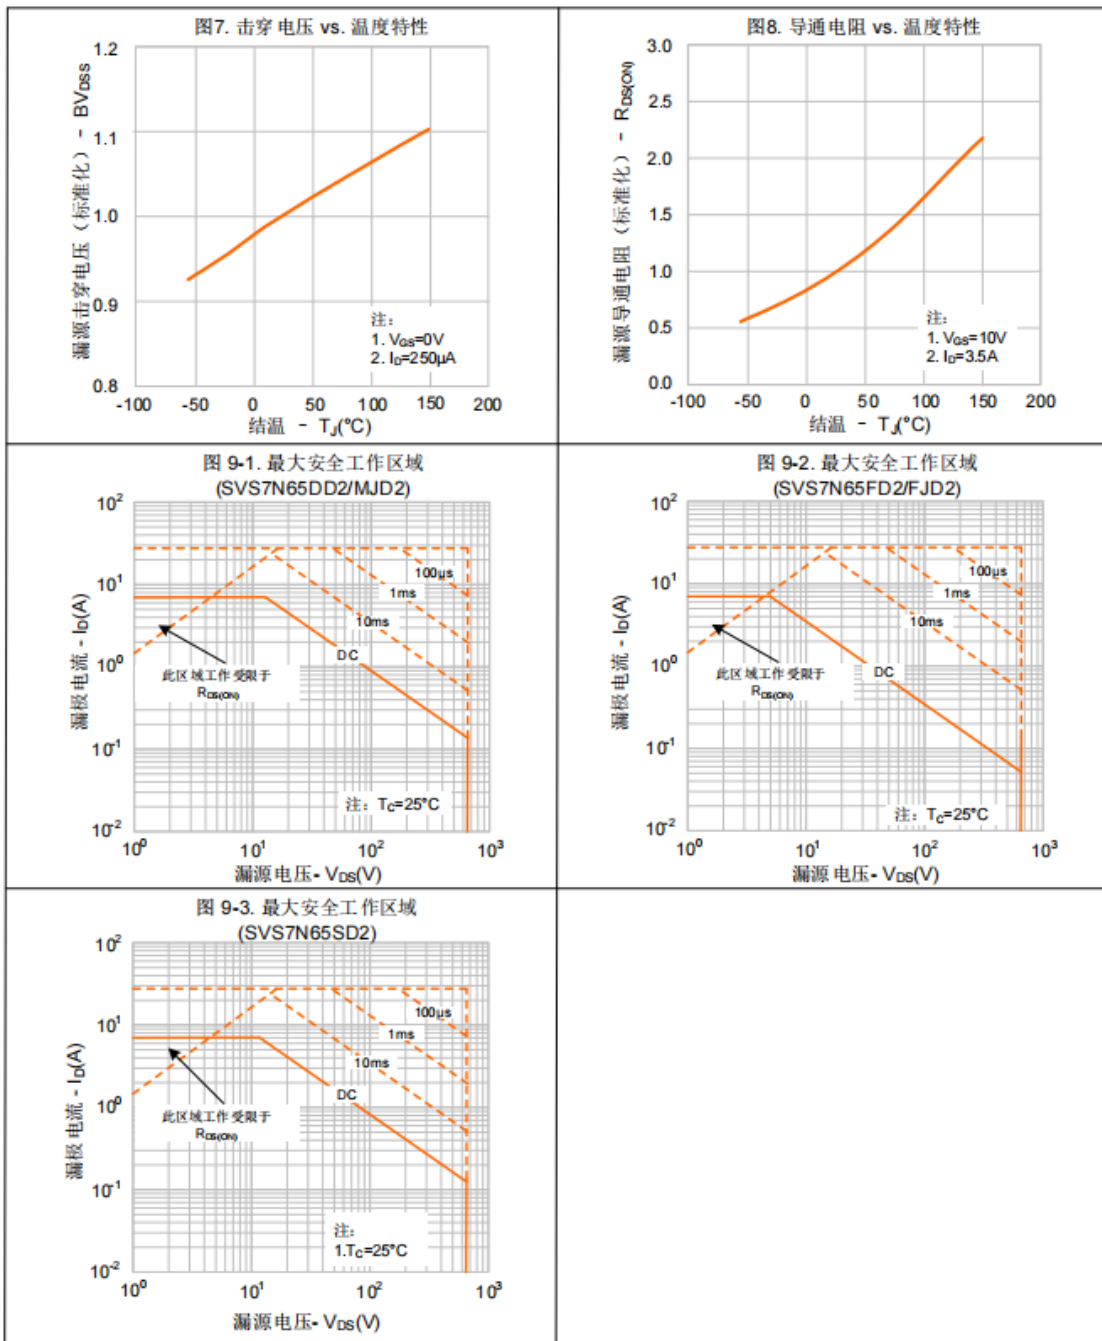 图7. 击穿电压 vs. 温度特性
漏源击穿电压（标准化） - BVDSS
1.2
1.1
1.0
0.9
0.8
注:
1. VGS=0V
2. ID=250μA
-100 -50 0 50 100 150 200
结温 - TJ(°C)
图8. 导通电阻 vs. 温度特性
漏源导通电阻（标准化） - RDS(ON)
3.0
2.5
2.0
1.5
1.0
0.5
0.0
注:
1. VGS=10V
2. ID=3.5A
-100 -50 0 50 100 150 200
结温 - TJ(°C)
图 9-1. 最大安全工作区域
(SVS7N65DD2/MJD2)
漏极电流 - ID(A)
10²
10¹
10⁰
10⁻¹
10⁻²
100μs
1ms
10ms
DC
此区域工作受限于
RDS(ON)
注: TC=25°C
10⁰ 10¹ 10² 10³
漏源电压- VDS(V)
图 9-2. 最大安全工作区域
(SVS7N65FD2/FJD2)
漏极电流 - ID(A)
10²
10¹
10⁰
10⁻¹
10⁻²
100μs
1ms
10ms
DC
此区域工作受限于
RDS(ON)
注: TC=25°C
10⁰ 10¹ 10² 10³
漏源电压- VDS(V)
图 9-3. 最大安全工作区域
(SVS7N65SD2)
漏极电流 - ID(A)
10²
10¹
10⁰
10⁻¹
10⁻²
100μs
1ms
10ms
DC
此区域工作受限于
RDS(ON)
注:
1.TC=25°C
10⁰ 10¹ 10² 10³
漏源电压- VDS(V)